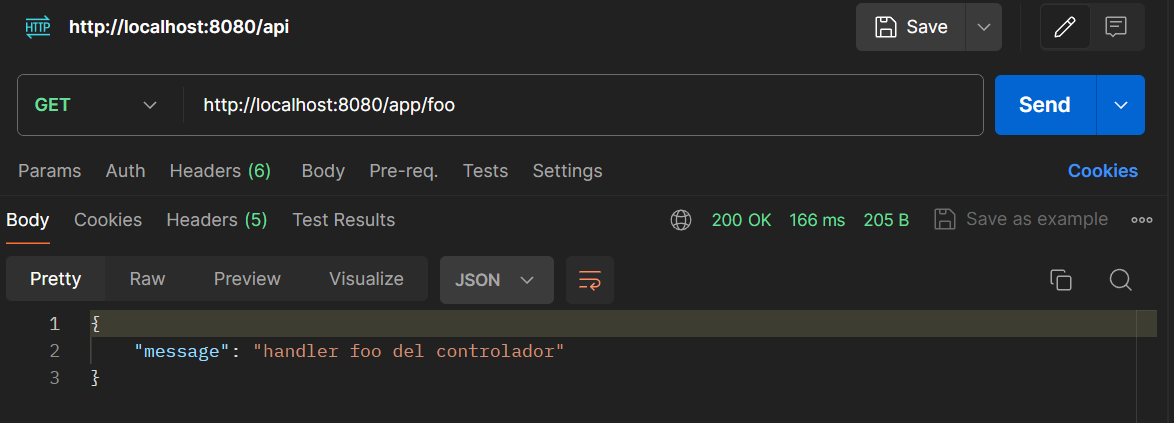 HTTP http://localhost:8080/api Save
GET http://localhost:8080/app/foo Send
Params Auth Headers (6) Body Pre-req. Tests Settings Cookies
Body Cookies Headers (5) Test Results 200 OK 166 ms 205 B Save as example
Pretty Raw Preview Visualize JSON
1 {
2 "message": "handler foo del controlador"
3 }